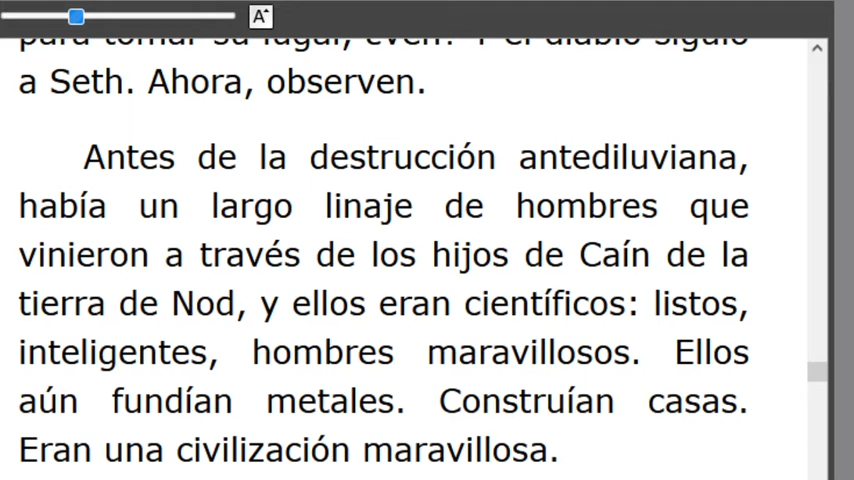 A
a Seth. Ahora, observen.
Antes de la destrucción antediluviana,
había un largo linaje de hombres que
vinieron a través de los hijos de Caín de la
tierra de Nod, y ellos eran científicos: listos,
inteligentes, hombres maravillosos. Ellos
aún fundían metales. Construían casas.
Eran una civilización maravillosa.